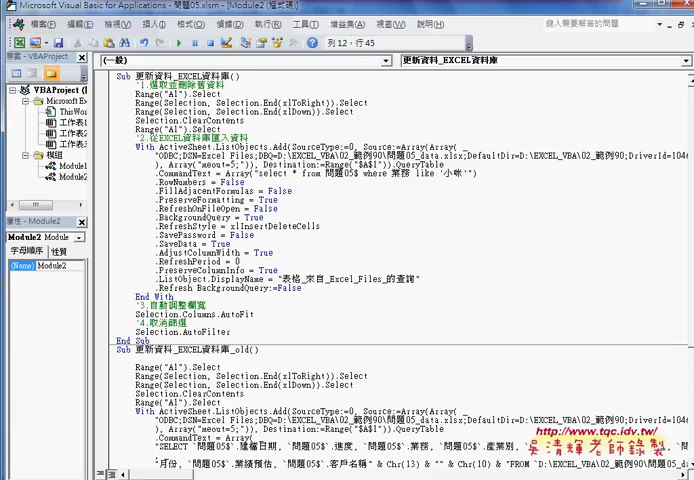 Microsoft Visual Basic for Applications - 問題05.xlsm - [Module2 (程式碼)]
檔案(F) 編輯(E) 檢視(V) 插入(I) 格式(O) 偵錯(D) 執行(R) 工具(T) 增益集(A) 視窗(W) 說明(H)
鍵入需要解答的問題
列 12，行 45
專案 - VBAProject
(一般)
更新資料_EXCEL資料庫
VBAProject
Microsoft Ex
ThisWor
工作表1
工作表2
工作表3
模組
Module1
Module2
屬性 - Module2
Module2 Module
字母順序 性質
(Name) Module2
Sub 更新資料_EXCEL資料庫()
'1.選取並刪除舊資料
Range("A1").Select
Range(Selection, Selection.End(xlToRight)).Select
Range(Selection, Selection.End(xlDown)).Select
Selection.ClearContents
Range("A1").Select
'2.從EXCEL資料庫匯入資料
With ActiveSheet.ListObjects.Add(SourceType:=0, Source:=Array(Array( _
"ODBC;DSN=Excel Files;DBQ=D:\EXCEL_VBA\02_範例90\問題05_data.xlsx;DefaultDir=D:\EXCEL_VBA\02_範例90;DriverId=1046
), Array("meout=5;")), Destination:=Range("$A$1")).QueryTable
.CommandText = Array("select * from 問題05$ where 業務 like '小咪'")
.RowNumbers = False
.FillAdjacentFormulas = False
.PreserveFormatting = True
.RefreshOnFileOpen = False
.BackgroundQuery = True
.RefreshStyle = xlInsertDeleteCells
.SavePassword = False
.SaveData = True
.AdjustColumnWidth = True
.RefreshPeriod = 0
.PreserveColumnInfo = True
.ListObject.DisplayName = "表格_來自_Excel_Files_的查詢"
.Refresh BackgroundQuery:=False
End With
'3.自動調整欄寬
Selection.Columns.AutoFit
'4.取消篩選
Selection.AutoFilter
End Sub
Sub 更新資料_EXCEL資料庫_old()
Range("A1").Select
Range(Selection, Selection.End(xlToRight)).Select
Range(Selection, Selection.End(xlDown)).Select
Selection.ClearContents
Range("A1").Select
With ActiveSheet.ListObjects.Add(SourceType:=0, Source:=Array(Array( _
"ODBC;DSN=Excel Files;DBQ=D:\EXCEL_VBA\02_範例90\問題05_data.xlsx;DefaultDir=D:\EXCEL_VBA\02_範例90;DriverId=1046
), Array("meout=5;")), Destination:=Range("$A$1")).QueryTable
.CommandText = Array( _
"SELECT `問題05$`.建檔日期, `問題05$`.進度, `問題05$`.業務, `問題05$`.產業別,
月份, `問題05$`.業績預估, `問題05$`.客戶名稱" & Chr(13) & "" & Chr(10) & "FROM `D:\EXCEL_VBA\02_範例90\問題05_da
http://www.tqc.idv.tw/
吳清輝老師錄製